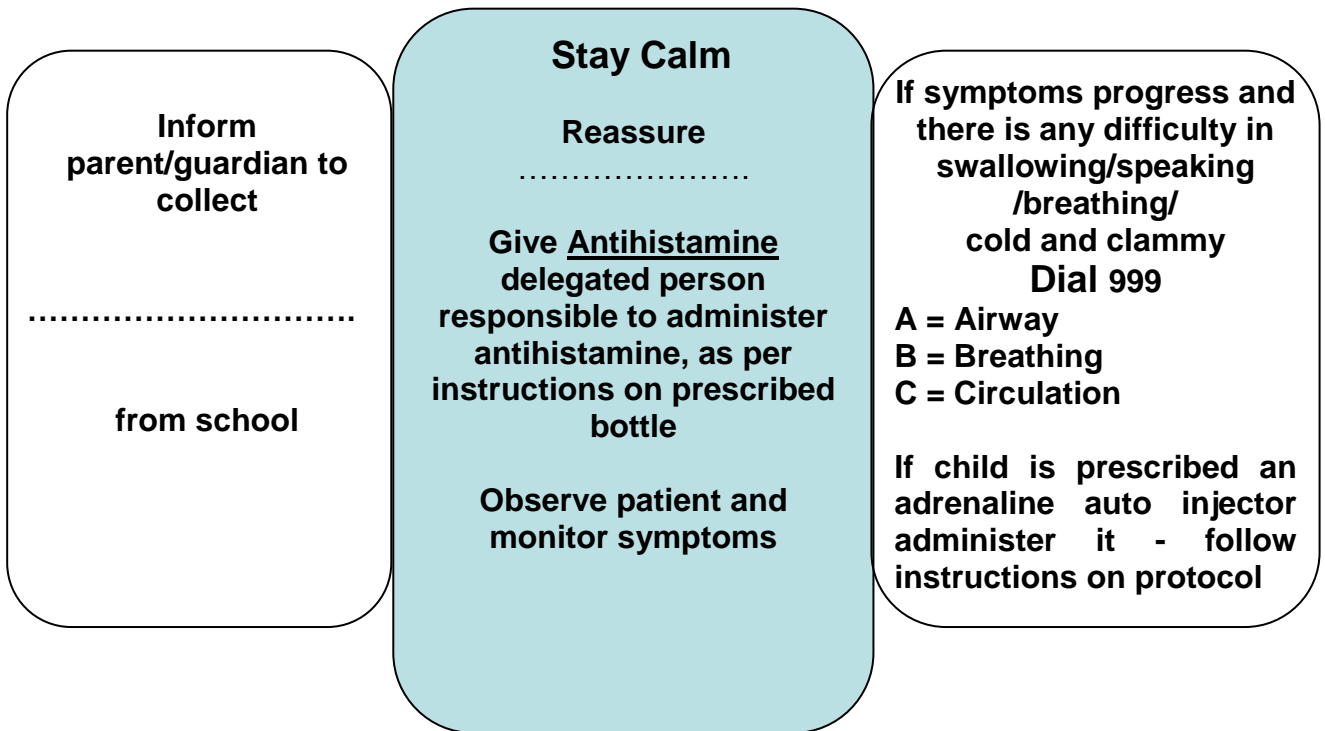 Inform
parent/guardian to
collect
…………………………..
from school
Stay Calm
Reassure
………………….
Give Antihistamine
delegated person
responsible to administer
antihistamine, as per
instructions on prescribed
bottle
Observe patient and
monitor symptoms
If symptoms progress and
there is any difficulty in
swallowing/speaking
/breathing/
cold and clammy
Dial 999
A = Airway
B = Breathing
C = Circulation
If child is prescribed an
adrenaline auto injector
administer it - follow
instructions on protocol